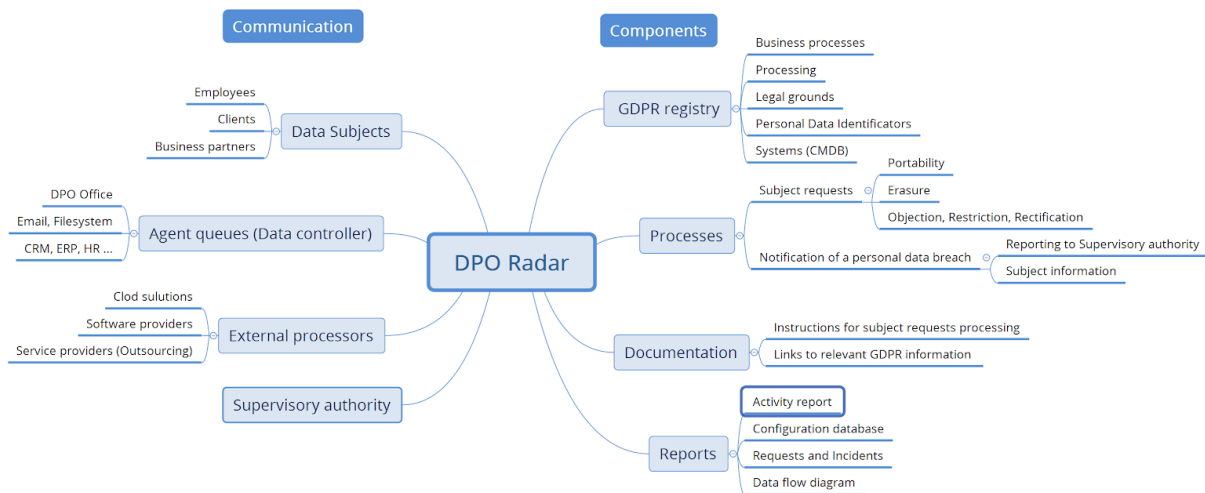 Communication
Components
Employees
Clients
Business partners
Data Subjects
DPO Office
Email, Filesystem
CRM, ERP, HR ...
Agent queues (Data controller)
Clod sulutions
Software providers
Service providers (Outsourcing)
External processors
Supervisory authority
DPO Radar
GDPR registry
Business processes
Processing
Legal grounds
Personal Data Identificators
Systems (CMDB)
Processes
Subject requests
Portability
Erasure
Objection, Restriction, Rectification
Notification of a personal data breach
Reporting to Supervisory authority
Subject information
Documentation
Instructions for subject requests processing
Links to relevant GDPR information
Reports
Activity report
Configuration database
Requests and Incidents
Data flow diagram